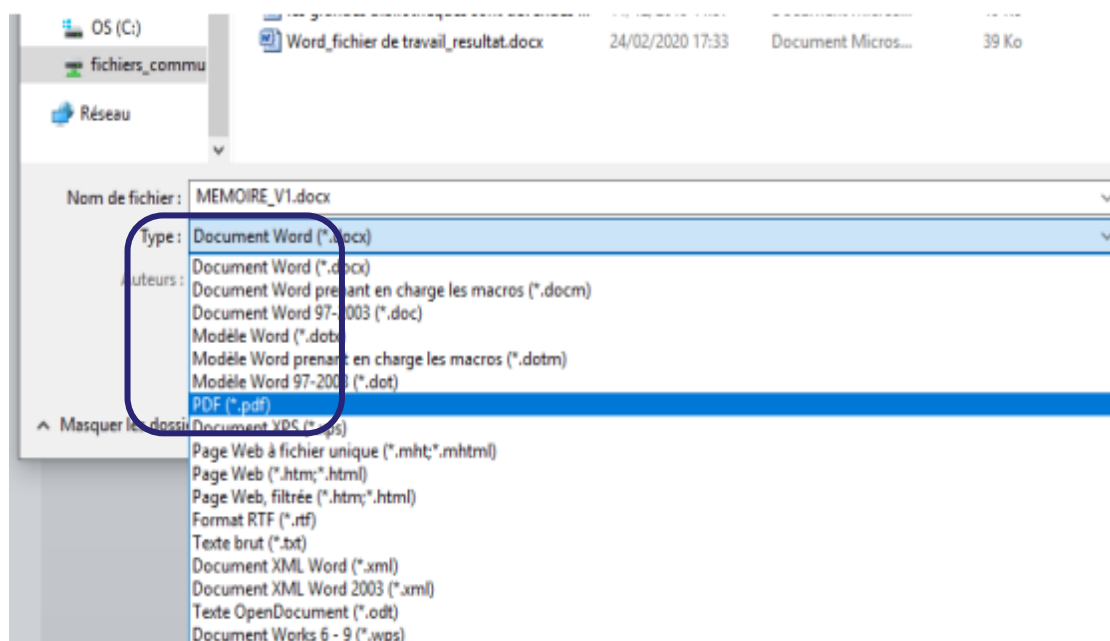 OS (C:)
Word_fichier de travail_resultat.docx 24/02/2020 17:33 Document Micros... 39 Ko
fichiers_commu
Réseau
Nom de fichier : MEMOIRE_V1.docx
Type : Document Word (*.docx)
Auteurs :
Document Word (*.docx)
Document Word prenant en charge les macros (*.docm)
Document Word 97-2003 (*.doc)
Modèle Word (*.dotx)
Modèle Word prenant en charge les macros (*.dotm)
Modèle Word 97-2003 (*.dot)
PDF (*.pdf)
Masquer les dossi
Document XPS (*.xps)
Page Web à fichier unique (*.mht;*.mhtml)
Page Web (*.htm;*.html)
Page Web, filtrée (*.htm;*.html)
Format RTF (*.rtf)
Texte brut (*.txt)
Document XML Word (*.xml)
Document XML Word 2003 (*.xml)
Texte OpenDocument (*.odt)
Document Works 6 - 9 (*.wps)